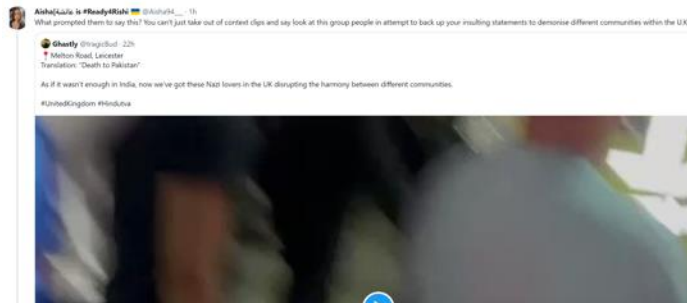 Aisha| عائشة is #Ready4Rishi 🇺🇦 @Aisha94__ · 1h
What prompted them to say this? You can't just take out of context clips and say look at this group people in attempt to back up your insulting statements to demonise different communities within the UK
Ghastly @tragicBud · 22h
📍 Melton Road, Leicester
Translation: "Death to Pakistan"
As if it wasn't enough in India, now we've got these Nazi lovers in the UK disrupting the harmony between different communities.
#UnitedKingdom #Hindutva